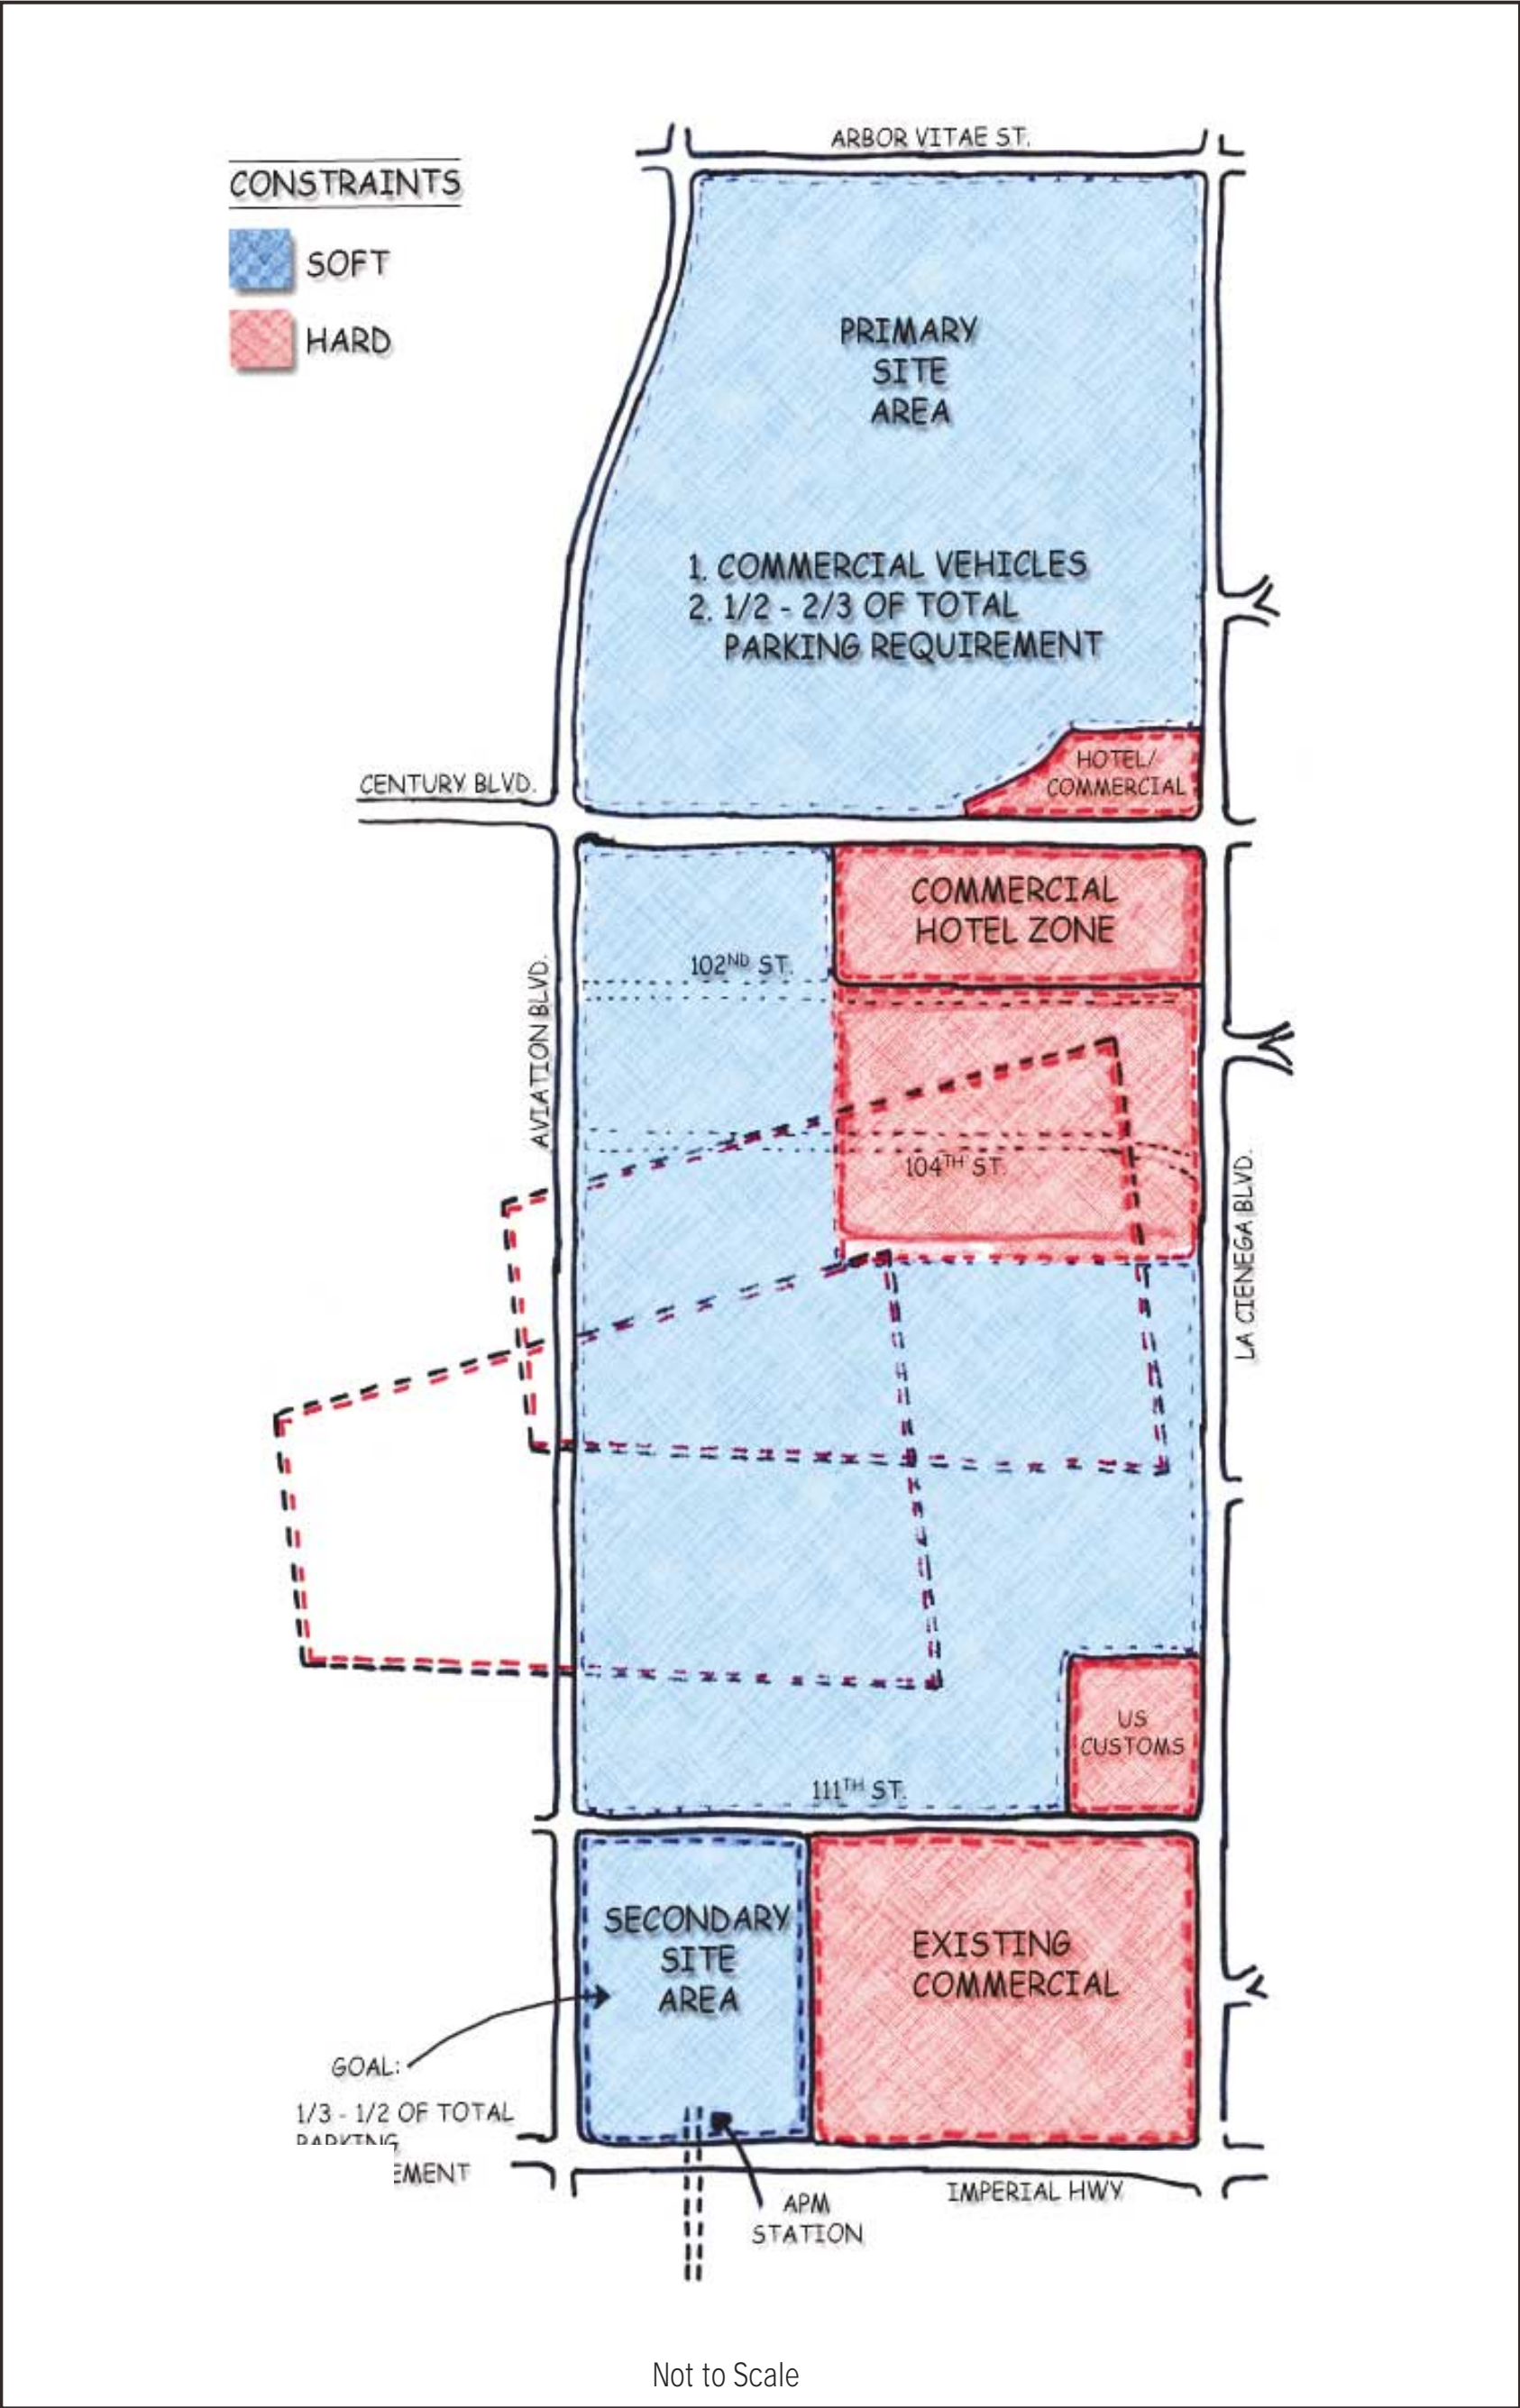 ARBOR VITAE ST.
CONSTRAINTS
SOFT
HARD
PRIMARY
SITE
AREA
1. COMMERCIAL VEHICLES
2. 1/2 - 2/3 OF TOTAL
PARKING REQUIREMENT
HOTEL/
COMMERCIAL
CENTURY BLVD.
COMMERCIAL
HOTEL ZONE
102ND ST.
AVIATION BLVD.
104TH ST.
LA CIENEGA BLVD.
US
CUSTOMS
111TH ST.
SECONDARY
SITE
AREA
EXISTING
COMMERCIAL
GOAL:
1/3 - 1/2 OF TOTAL
PARKING
EMENT
IMPERIAL HWY
APM
STATION
Not to Scale